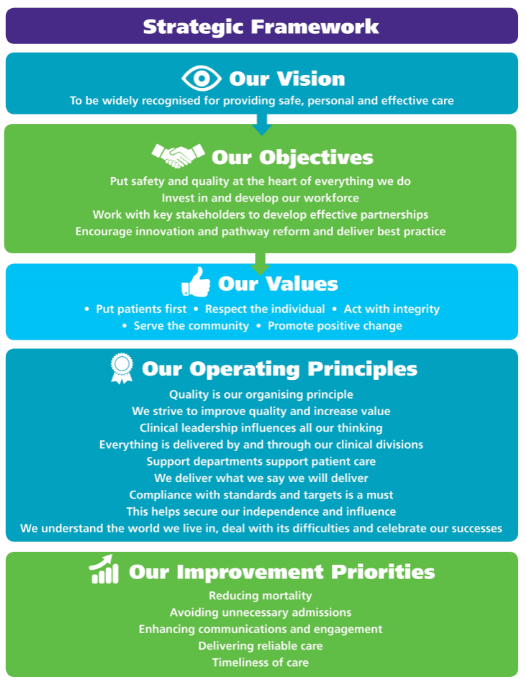 Strategic Framework
Our Vision
To be widely recognised for providing safe, personal and effective care
Our Objectives
Put safety and quality at the heart of everything we do
Invest in and develop our workforce
Work with key stakeholders to develop effective partnerships
Encourage innovation and pathway reform and deliver best practice
Our Values
• Put patients first • Respect the individual • Act with integrity
• Serve the community • Promote positive change
Our Operating Principles
Quality is our organising principle
We strive to improve quality and increase value
Clinical leadership influences all our thinking
Everything is delivered by and through our clinical divisions
Support departments support patient care
We deliver what we say we will deliver
Compliance with standards and targets is a must
This helps secure our independence and influence
We understand the world we live in, deal with its difficulties and celebrate our successes
Our Improvement Priorities
Reducing mortality
Avoiding unnecessary admissions
Enhancing communications and engagement
Delivering reliable care
Timeliness of care